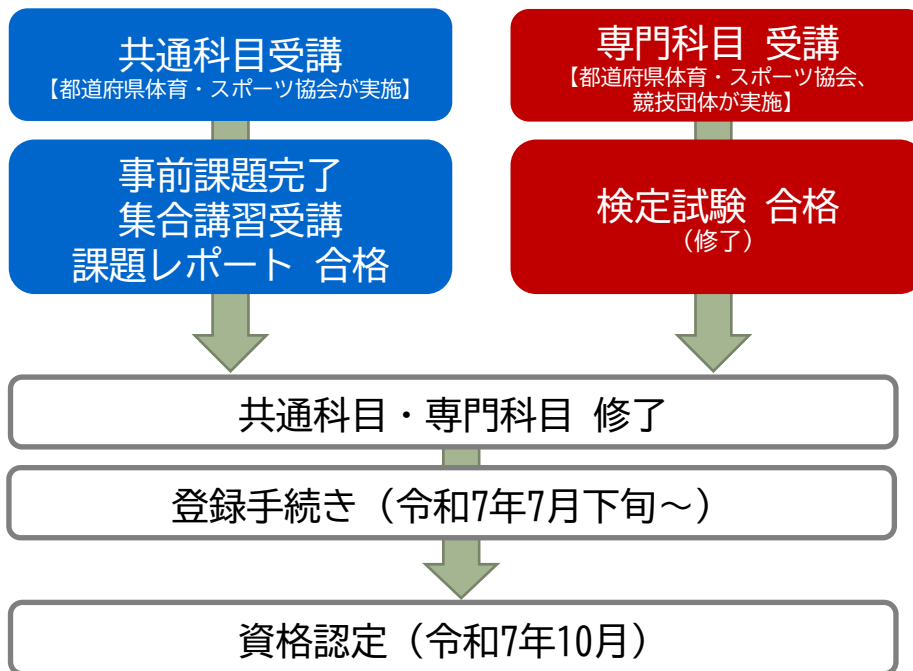 共通科目受講
【都道府県体育・スポーツ協会が実施】
事前課題完了
集合講習受講
課題レポート 合格
専門科目 受講
【都道府県体育・スポーツ協会、
競技団体が実施】
検定試験 合格
（修了）
共通科目・専門科目 修了
登録手続き（令和7年7月下旬～）
資格認定（令和7年10月）